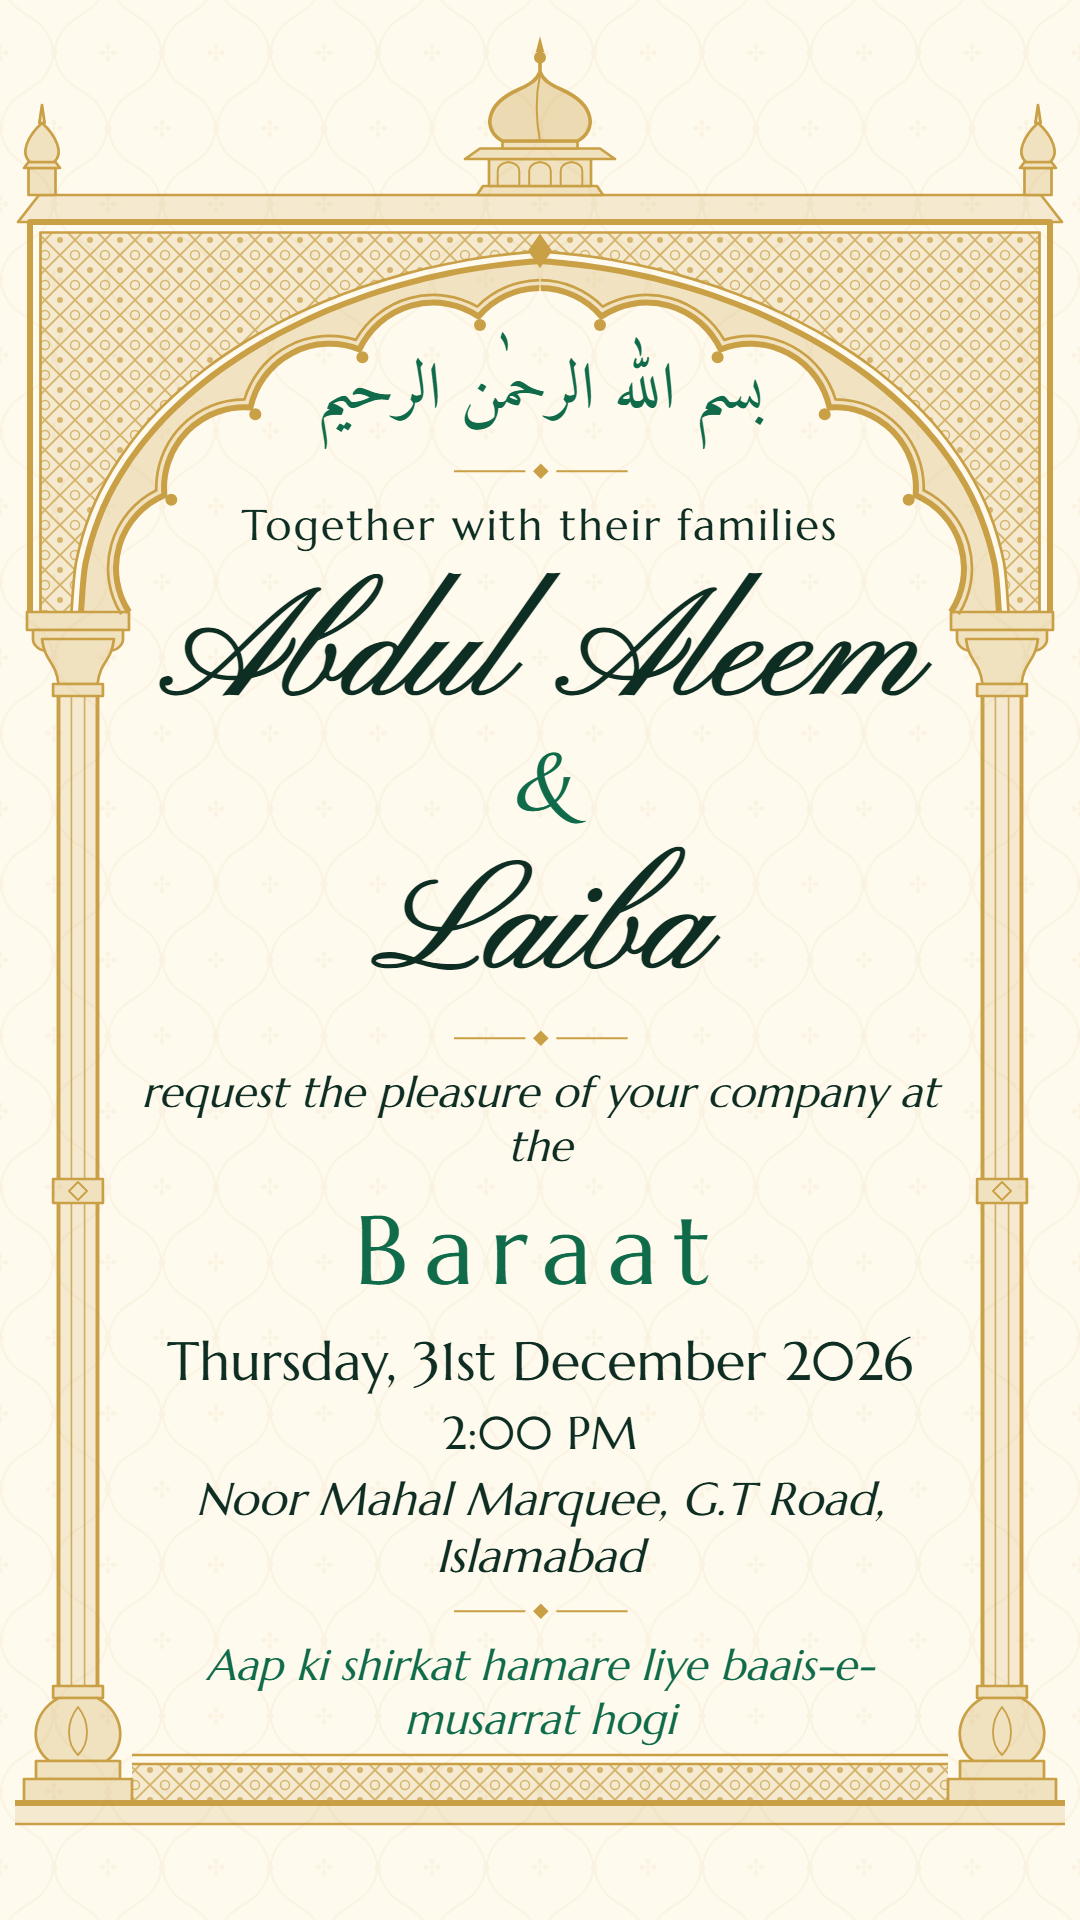 بسم الله الرحمٰن الرحيم
Together with their families
Abdul Aleem
&
Laiba
request the pleasure of your company at
the
Baraat
Thursday, 31st December 2026
2:00 PM
Noor Mahal Marquee, G.T Road,
Islamabad
Aap ki shirkat hamare liye baais-e-
musarrat hogi